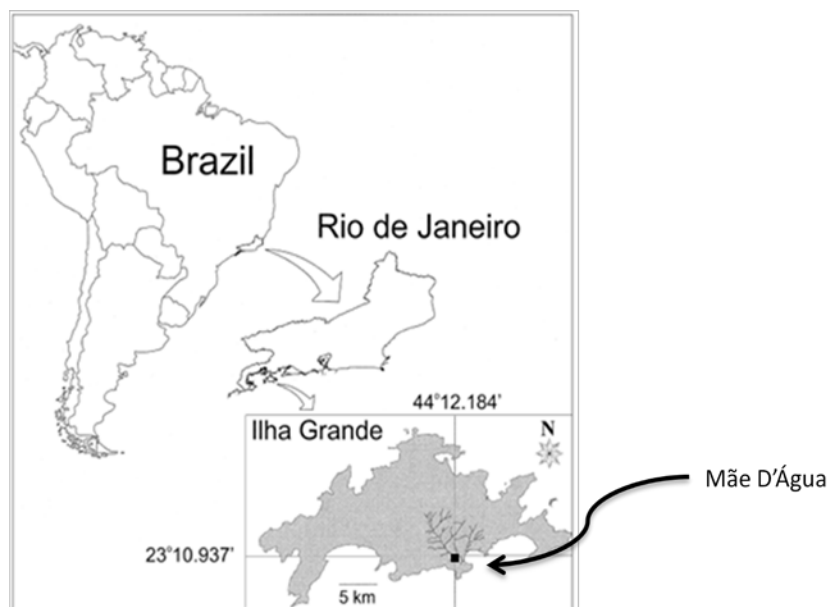 Brazil
Rio de Janeiro
44°12.184’
Ilha Grande
N
Mãe D’Água
23°10.937’
5 km